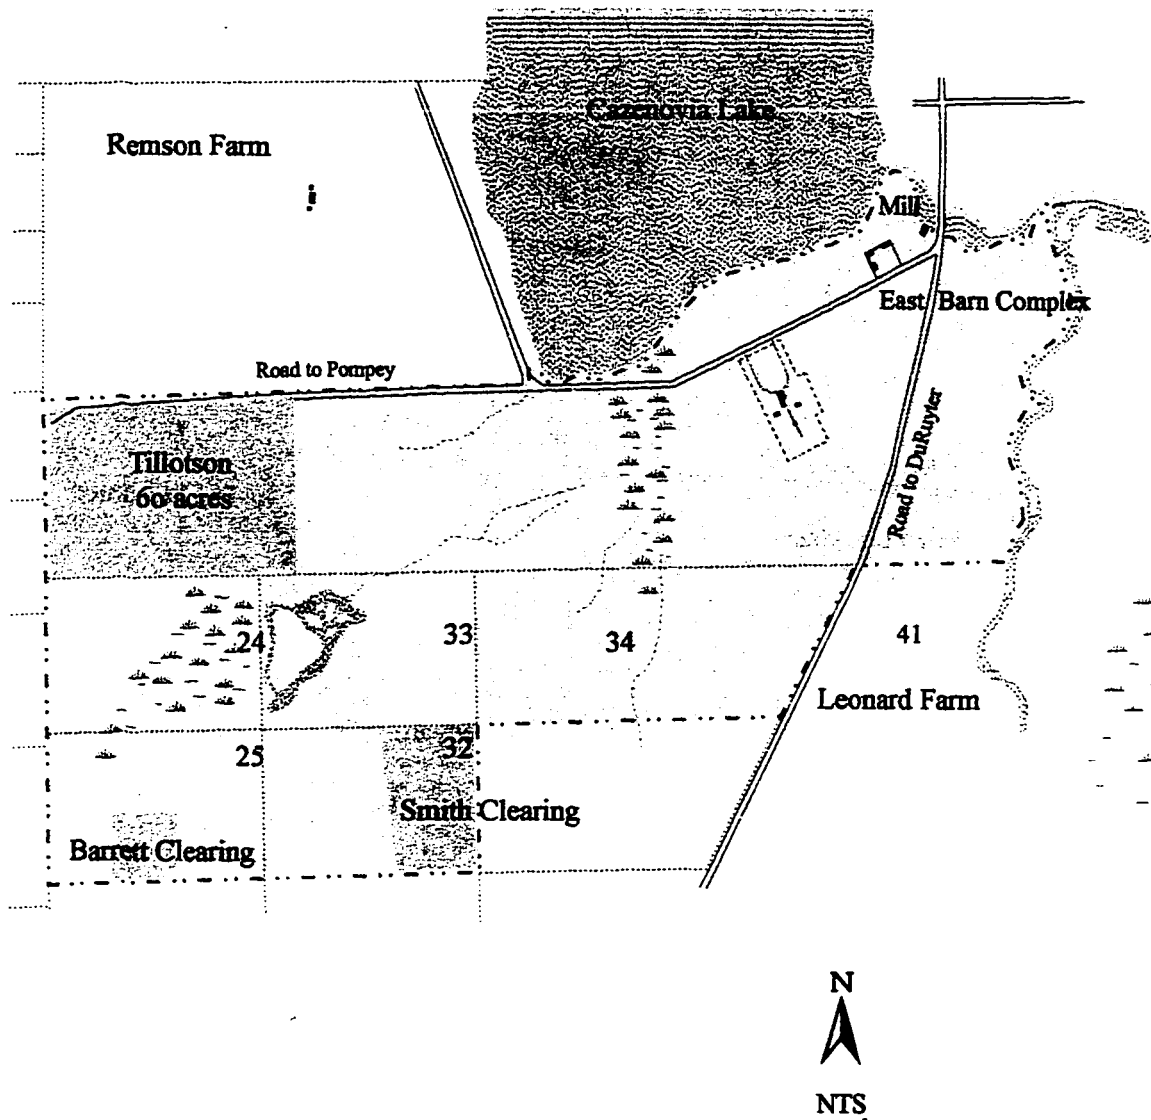 Cazenovia Lake
Remson Farm
Mill
East Barn Complex
Road to Pompey
Road to DuRuyter
Tillotson
60 acres
24
33
34
41
Leonard Farm
25
32
Smith Clearing
Barrett Clearing
N
NTS